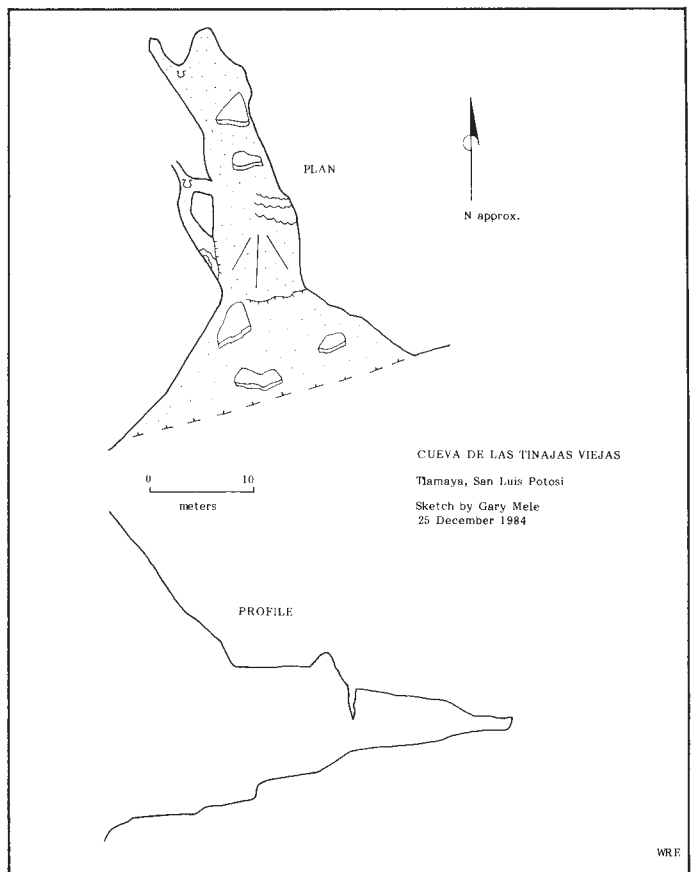 PLAN
N approx.
CUEVA DE LAS TINAJAS VIEJAS
Tlamaya, San Luis Potosi
Sketch by Gary Mele
25 December 1984
0 10
meters
PROFILE
WRE